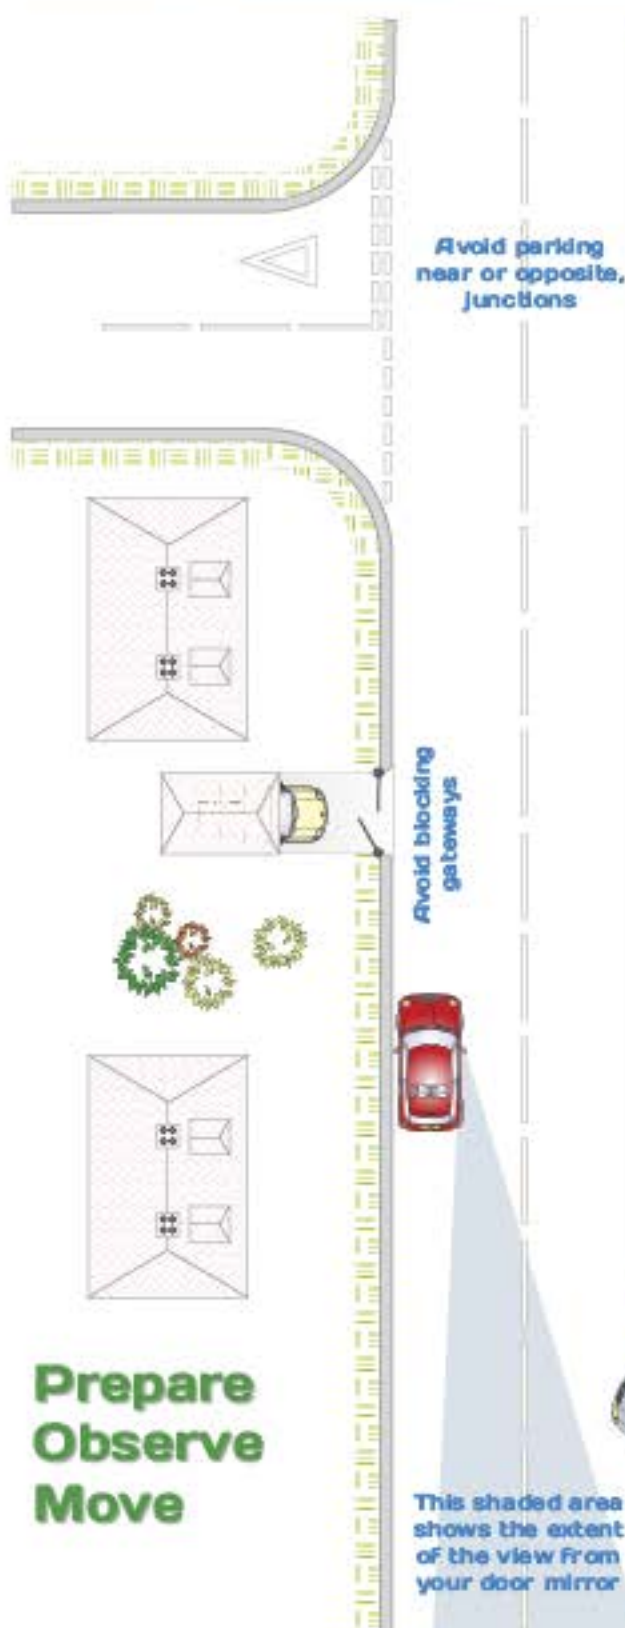 Avoid parking
near or opposite,
junctions
Avoid blocking
gateways
Prepare
Observe
Move
This shaded area
shows the extent
of the view from
your door mirror